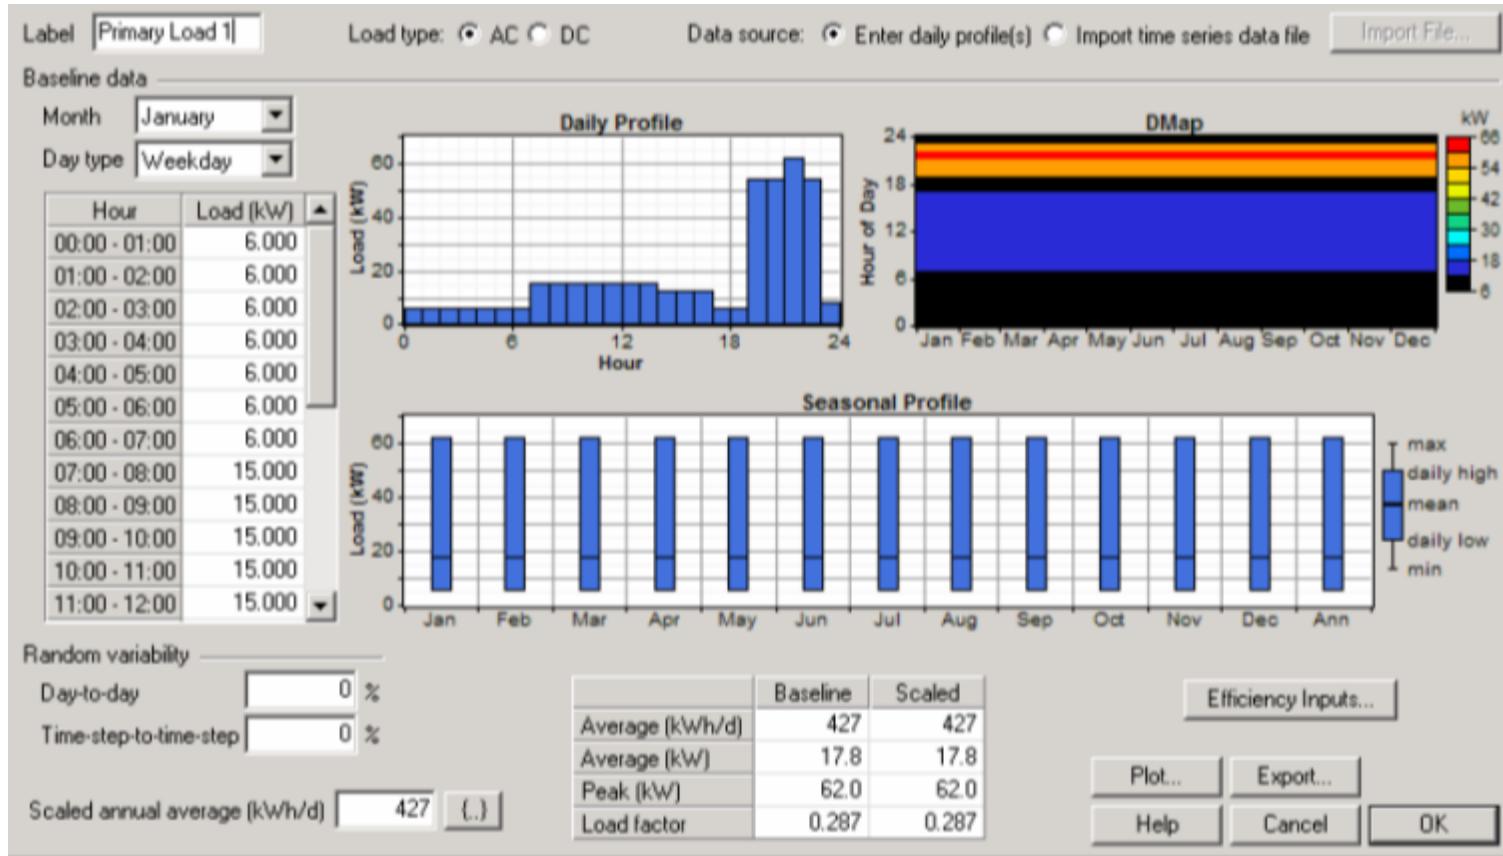 Label Primary Load 1 Load type: AC DC Data source: Enter daily profile(s) Import time series data file Import File...
Baseline data
Month January
Day type Weekday
Hour Load (kW)
00:00 - 01:00 6.000
01:00 - 02:00 6.000
02:00 - 03:00 6.000
03:00 - 04:00 6.000
04:00 - 05:00 6.000
05:00 - 06:00 6.000
06:00 - 07:00 6.000
07:00 - 08:00 15.000
08:00 - 09:00 15.000
09:00 - 10:00 15.000
10:00 - 11:00 15.000
11:00 - 12:00 15.000
Daily Profile
Load (kW)
60
40
20
0
0 6 12 18 24
Hour
DMap
Hour of Day
24
18
12
6
0
Jan Feb Mar Apr May Jun Jul Aug Sep Oct Nov Dec
kW
66
54
42
30
18
6
Seasonal Profile
Load (kW)
60
40
20
0
Jan Feb Mar Apr May Jun Jul Aug Sep Oct Nov Dec Ann
max
daily high
mean
daily low
min
Random variability
Day-to-day 0 %
Time-step-to-time-step 0 %
Scaled annual average (kWh/d) 427 {..}
Baseline Scaled
Average (kWh/d) 427 427
Average (kW) 17.8 17.8
Peak (kW) 62.0 62.0
Load factor 0.287 0.287
Efficiency Inputs...
Plot... Export...
Help Cancel OK